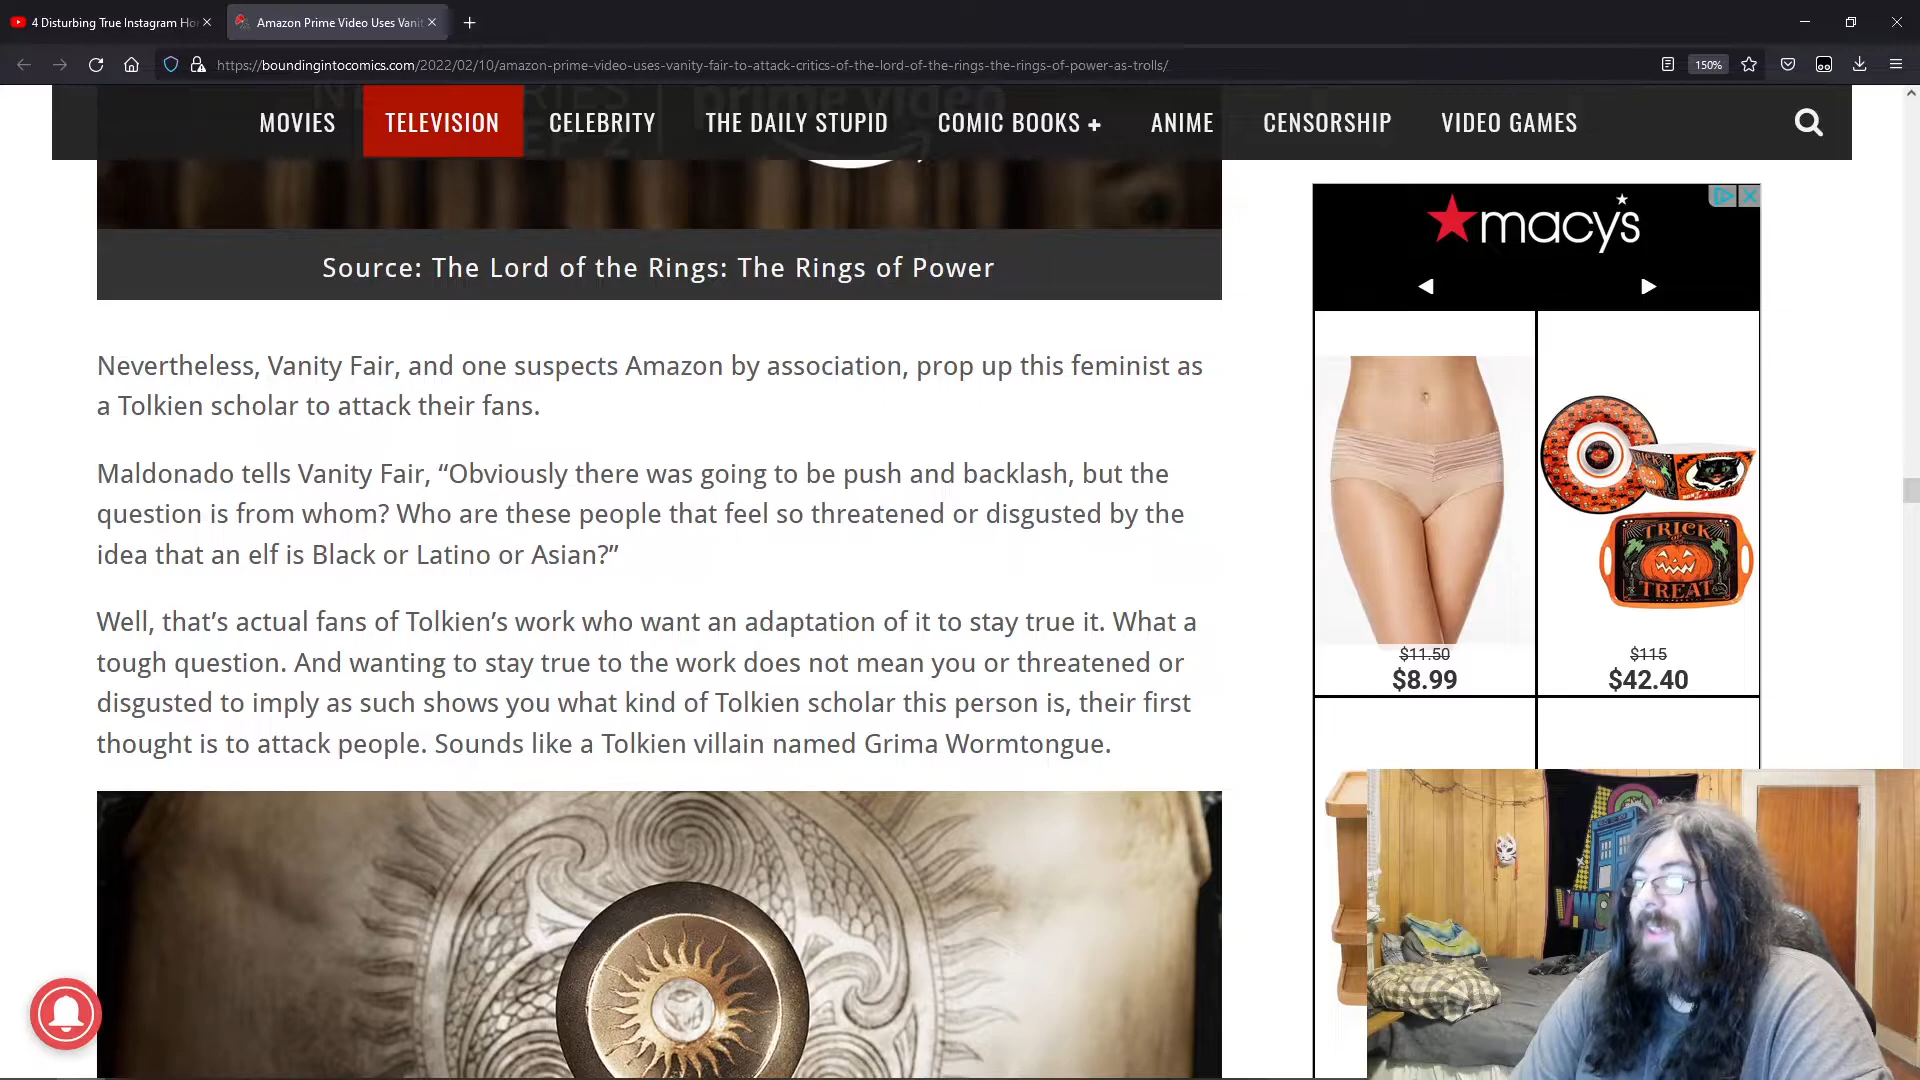 4 Disturbing True Instagram Ho
Amazon Prime Video Uses Vanit
https://boundingintocomics.com/2022/02/10/amazon-prime-video-uses-vanity-fair-to-attack-critics-of-the-lord-of-the-rings-the-rings-of-power-as-trolls/
150%
MOVIES
TELEVISION
CELEBRITY
THE DAILY STUPID
COMIC BOOKS +
ANIME
CENSORSHIP
VIDEO GAMES
prime video
Source: The Lord of the Rings: The Rings of Power
Nevertheless, Vanity Fair, and one suspects Amazon by association, prop up this feminist as
a Tolkien scholar to attack their fans.
Maldonado tells Vanity Fair, “Obviously there was going to be push and backlash, but the
question is from whom? Who are these people that feel so threatened or disgusted by the
idea that an elf is Black or Latino or Asian?”
Well, that’s actual fans of Tolkien’s work who want an adaptation of it to stay true it. What a
tough question. And wanting to stay true to the work does not mean you or threatened or
disgusted to imply as such shows you what kind of Tolkien scholar this person is, their first
thought is to attack people. Sounds like a Tolkien villain named Grima Wormtongue.
macys
$11.50
$8.99
TRICK
TREAT
$115
$42.40